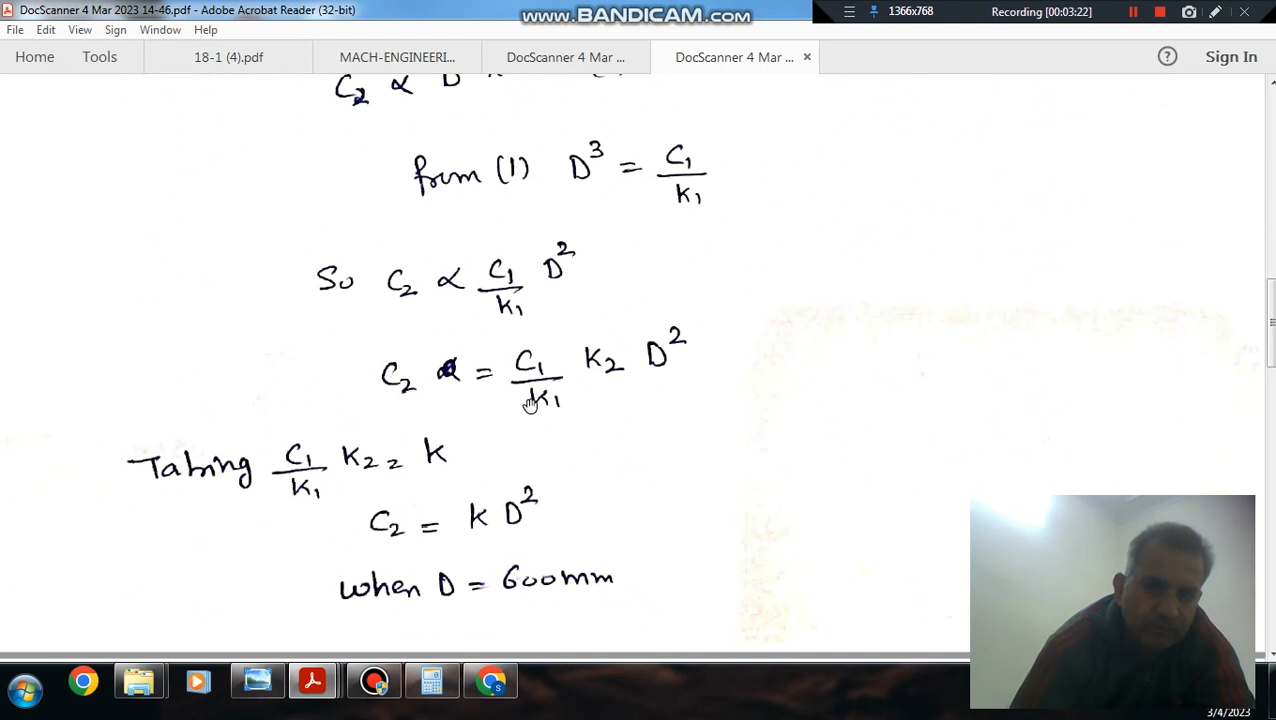 DocScanner 4 Mar 2023 14-46.pdf - Adobe Acrobat Reader (32-bit)
www.BANDICAM.com
1366x768
Recording [00:03:22]
File Edit View Sign Window Help
Home Tools 18-1 (4).pdf MACH-ENGINEERI... DocScanner 4 Mar ... DocScanner 4 Mar ... × Sign In
C₂ ∝ D
from (1) D³ = C₁/k₁
So C₂ ∝ C₁/k₁ D²
C₂ = C₁/k₁ k₂ D²
Taking C₁/k₁ k₂ = k
C₂ = k D²
when D = 600mm
3/4/2023